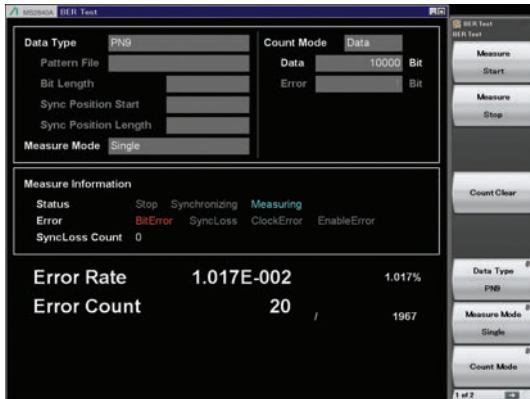 MS2840A BER Test
Data Type PN9 Count Mode Data
Pattern File Data 10000 Bit
Bit Length Error 1 Bit
Sync Position Start
Sync Position Length
Measure Mode Single
Measure Information
Status Stop Synchronizing Measuring
Error BitError SyncLoss ClockError EnableError
SyncLoss Count 0
Error Rate 1.017E-002 1.017%
Error Count 20 / 1967
BER Test
BER Test
Measure
Start
Measure
Stop
Count Clear
Data Type
PN9
Measure Mode
Single
Count Mode
1 of 2